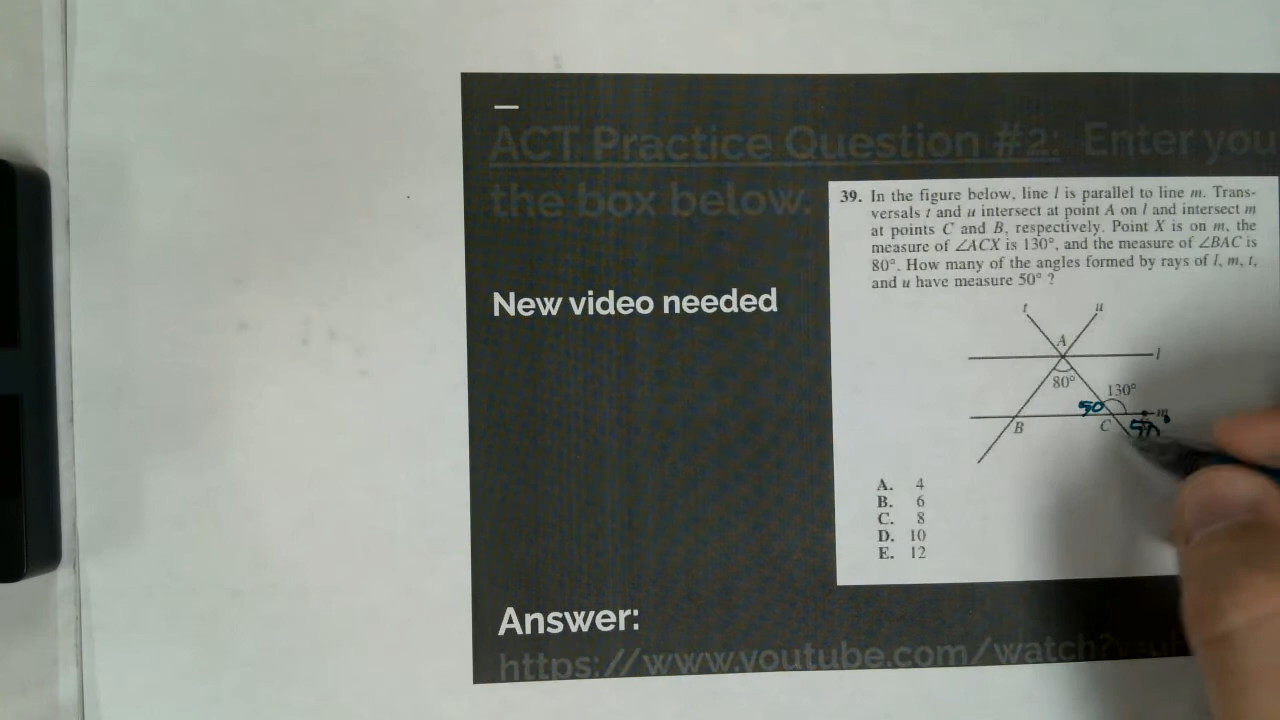 ACT Practice Question #2: Enter you
the box below.
39. In the figure below, line l is parallel to line m. Trans-
versals t and u intersect at point A on l and intersect m
at points C and B, respectively. Point X is on m, the
measure of ∠ACX is 130°, and the measure of ∠BAC is
80°. How many of the angles formed by rays of l, m, t,
and u have measure 50° ?
New video needed
t u
A
l
80° 130°
50 m
B C 50
A. 4
B. 6
C. 8
D. 10
E. 12
Answer:
https://www.youtube.com/watch?v